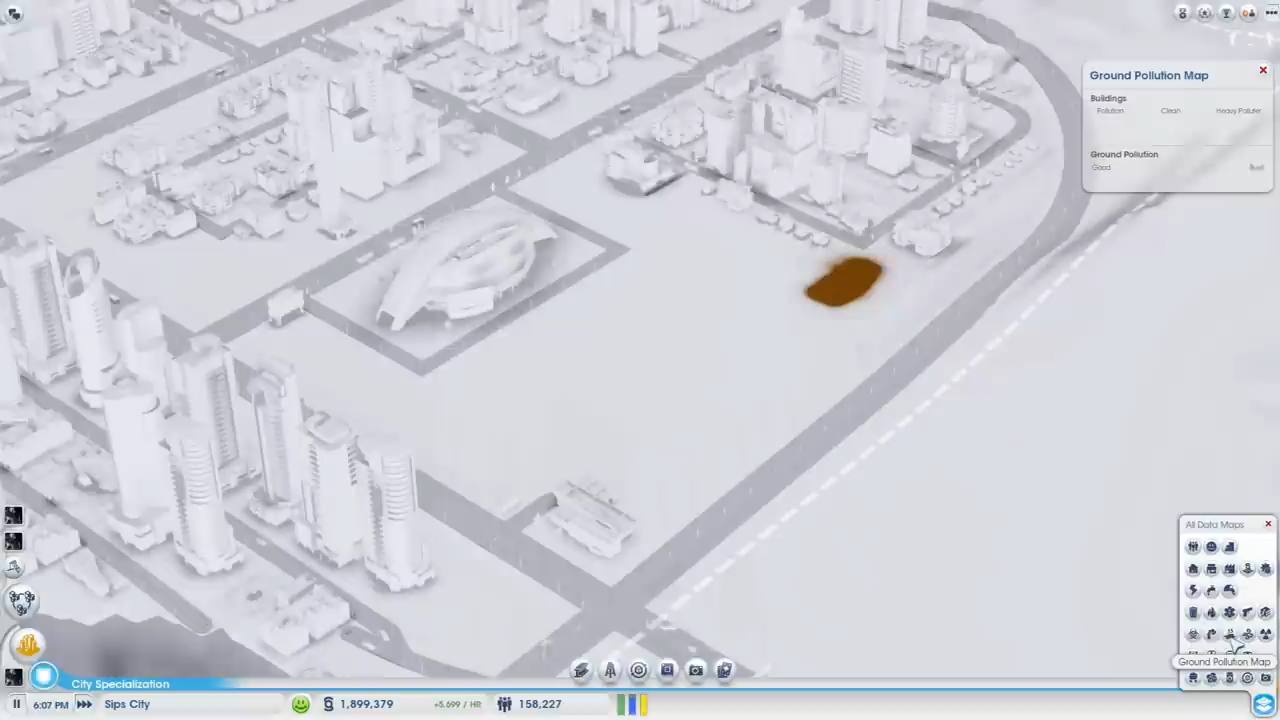 Ground Pollution Map
Buildings
Pollution Clean Heavy Polluter
Ground Pollution
Good Bad
All Data Maps
Ground Pollution Map
City Specialization
6:07 PM Sips City 1,899,379 +5,699 / HR 158,227